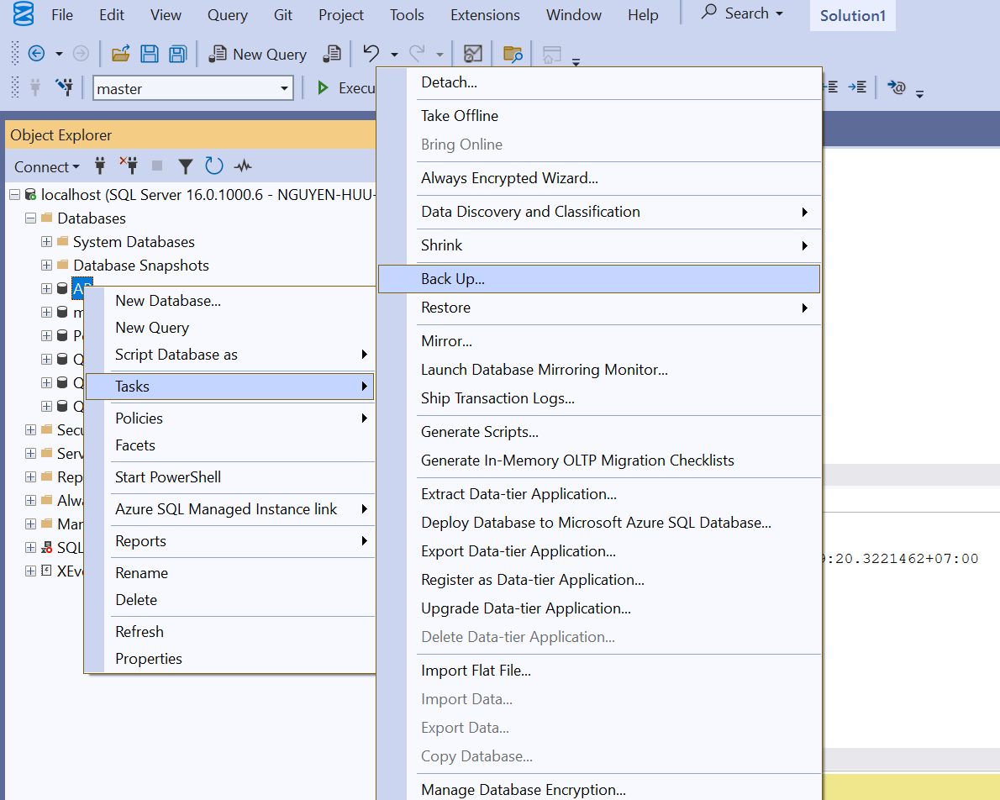 File Edit View Query Git Project Tools Extensions Window Help Search Solution1
New Query
master Execu
Object Explorer
Connect
localhost (SQL Server 16.0.1000.6 - NGUYEN-HUU-
Databases
System Databases
Database Snapshots
AP
m
Q
Q
Q
Secu
Serv
Rep
Alwa
Man
SQL
XEve
New Database...
New Query
Script Database as
Tasks
Policies
Facets
Start PowerShell
Azure SQL Managed Instance link
Reports
Rename
Delete
Refresh
Properties
Detach...
Take Offline
Bring Online
Always Encrypted Wizard...
Data Discovery and Classification
Shrink
Back Up...
Restore
Mirror...
Launch Database Mirroring Monitor...
Ship Transaction Logs...
Generate Scripts...
Generate In-Memory OLTP Migration Checklists
Extract Data-tier Application...
Deploy Database to Microsoft Azure SQL Database...
Export Data-tier Application...
Register as Data-tier Application...
Upgrade Data-tier Application...
Delete Data-tier Application...
Import Flat File...
Import Data...
Export Data...
Copy Database...
Manage Database Encryption...
:20.3221462+07:00